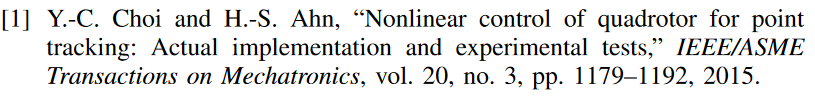 [1] Y.-C. Choi and H.-S. Ahn, “Nonlinear control of quadrotor for point
tracking: Actual implementation and experimental tests,” IEEE/ASME
Transactions on Mechatronics, vol. 20, no. 3, pp. 1179–1192, 2015.